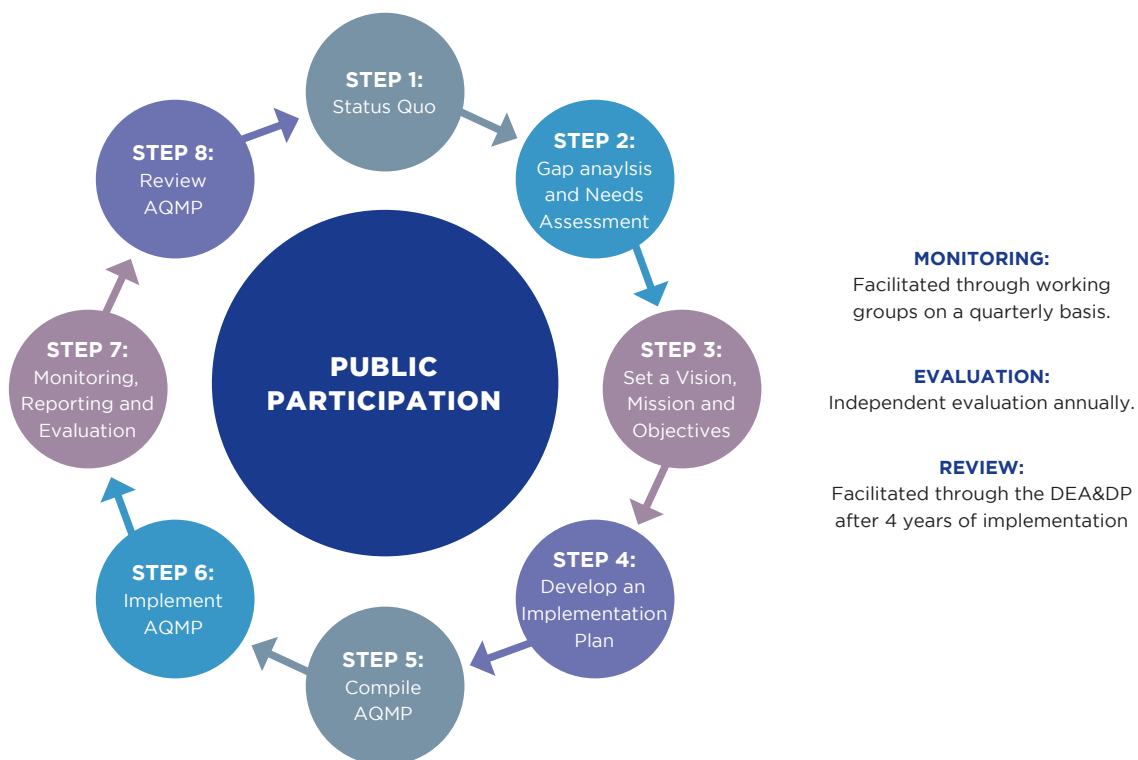 STEP 1:
Status Quo
STEP 2:
Gap anaylsis
and Needs
Assessment
STEP 3:
Set a Vision,
Mission and
Objectives
STEP 4:
Develop an
Implementation
Plan
STEP 5:
Compile
AQMP
STEP 6:
Implement
AQMP
STEP 7:
Monitoring,
Reporting and
Evaluation
STEP 8:
Review
AQMP
PUBLIC
PARTICIPATION
MONITORING:
Facilitated through working
groups on a quarterly basis.
EVALUATION:
Independent evaluation annually.
REVIEW:
Facilitated through the DEA&DP
after 4 years of implementation